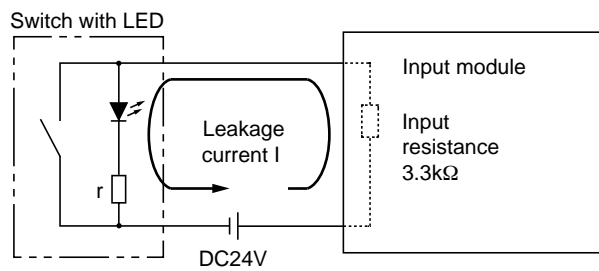 Switch with LED
Input module
Leakage
current I
Input
resistance
3.3kΩ
r
DC24V